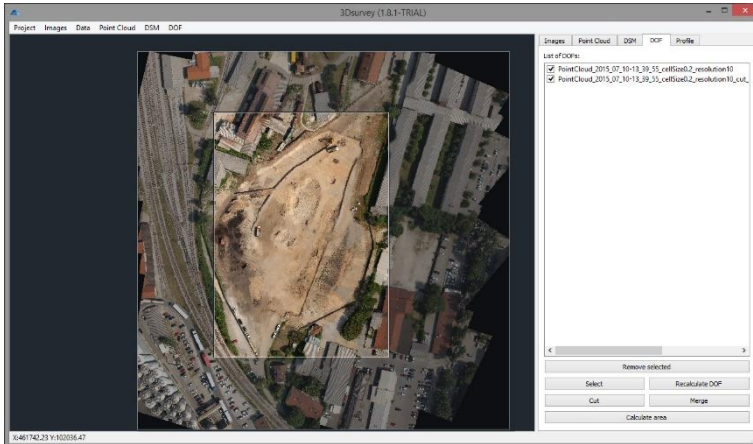 3Dsurvey (1.8.1-TRIAL)
Project Images Data Point Cloud DSM DOF
Images Point Cloud DSM DOF Profile
List of DOFs:
PointCloud_2015_07_10-13_39_55_cellSize0.2_resolution10
PointCloud_2015_07_10-13_39_55_cellSize0.2_resolution10_cut_
Remove selected
Select Recalculate DOF
Cut Merge
Calculate area
X:461742.23 Y:102036.47